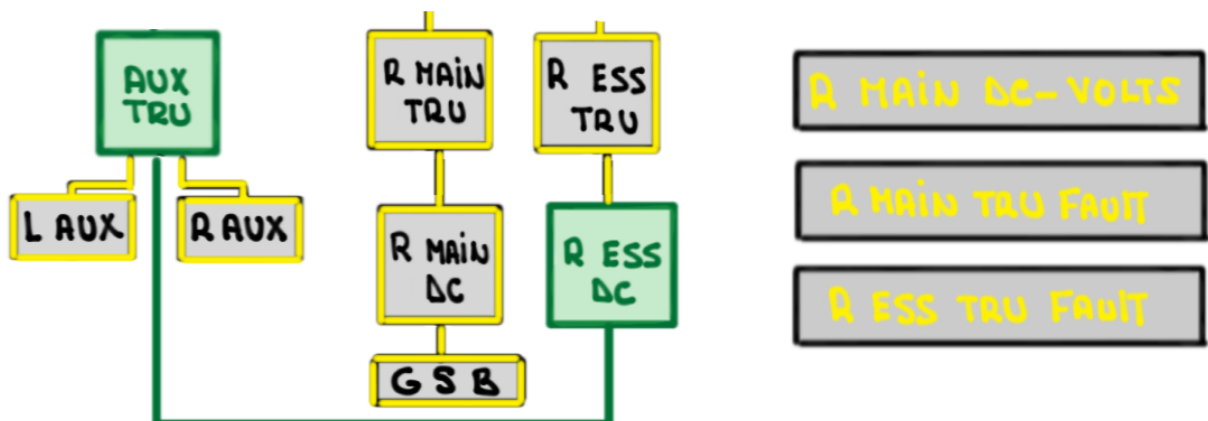 AUX
TRU
L AUX
R AUX
R MAiN
TRU
R MAiN
DC
G S B
R ESS
TRU
R ESS
DC
R MAiN DC-VOLTS
R MAiN TRU FAUlT
R ESS TRU FAUlT